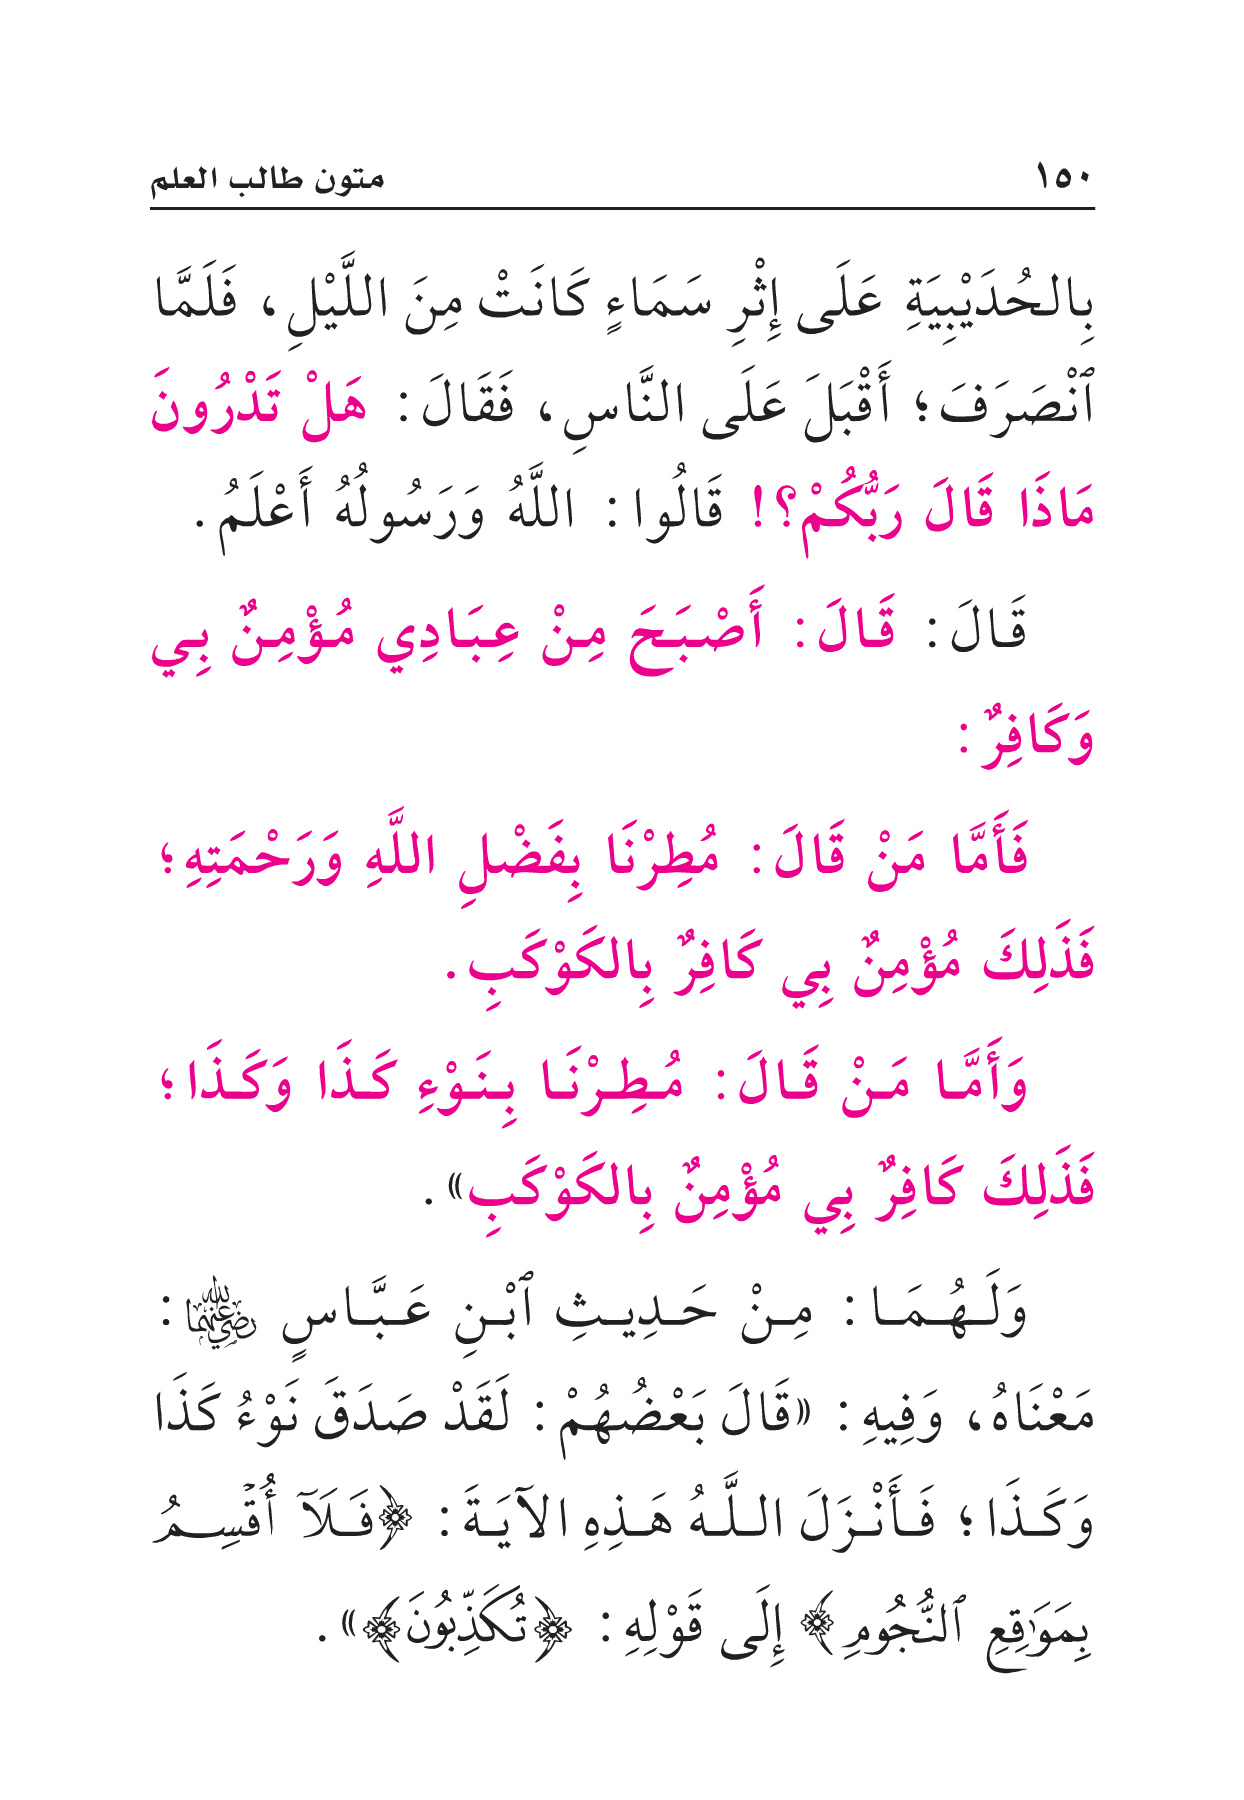 ١٥٠ متون طالب العلم
بِالحُدَيْبِيَةِ عَلَى إِثْرِ سَمَاءٍ كَانَتْ مِنَ اللَّيْلِ، فَلَمَّا
ٱنْصَرَفَ؛ أَقْبَلَ عَلَى النَّاسِ، فَقَالَ: هَلْ تَدْرُونَ
مَاذَا قَالَ رَبُّكُمْ؟! قَالُوا: اللَّهُ وَرَسُولُهُ أَعْلَمُ.
قَالَ: قَالَ: أَصْبَحَ مِنْ عِبَادِي مُؤْمِنٌ بِي
وَكَافِرٌ:
فَأَمَّا مَنْ قَالَ: مُطِرْنَا بِفَضْلِ اللَّهِ وَرَحْمَتِهِ؛
فَذَلِكَ مُؤْمِنٌ بِي كَافِرٌ بِالكَوْكَبِ.
وَأَمَّا مَنْ قَالَ: مُطِرْنَا بِنَوْءِ كَذَا وَكَذَا؛
فَذَلِكَ كَافِرٌ بِي مُؤْمِنٌ بِالكَوْكَبِ».
وَلَهُمَا: مِنْ حَدِيثِ ٱبْنِ عَبَّاسٍ رضي الله عنهما:
مَعْنَاهُ، وَفِيهِ: «قَالَ بَعْضُهُمْ: لَقَدْ صَدَقَ نَوْءُ كَذَا
وَكَذَا؛ فَأَنْزَلَ اللَّهُ هَذِهِ الآيَةَ: ﴿فَلَآ أُقۡسِمُ
بِمَوَٰقِعِ ٱلنُّجُومِ﴾ إِلَى قَوْلِهِ: ﴿تُكَذِّبُونَ﴾».